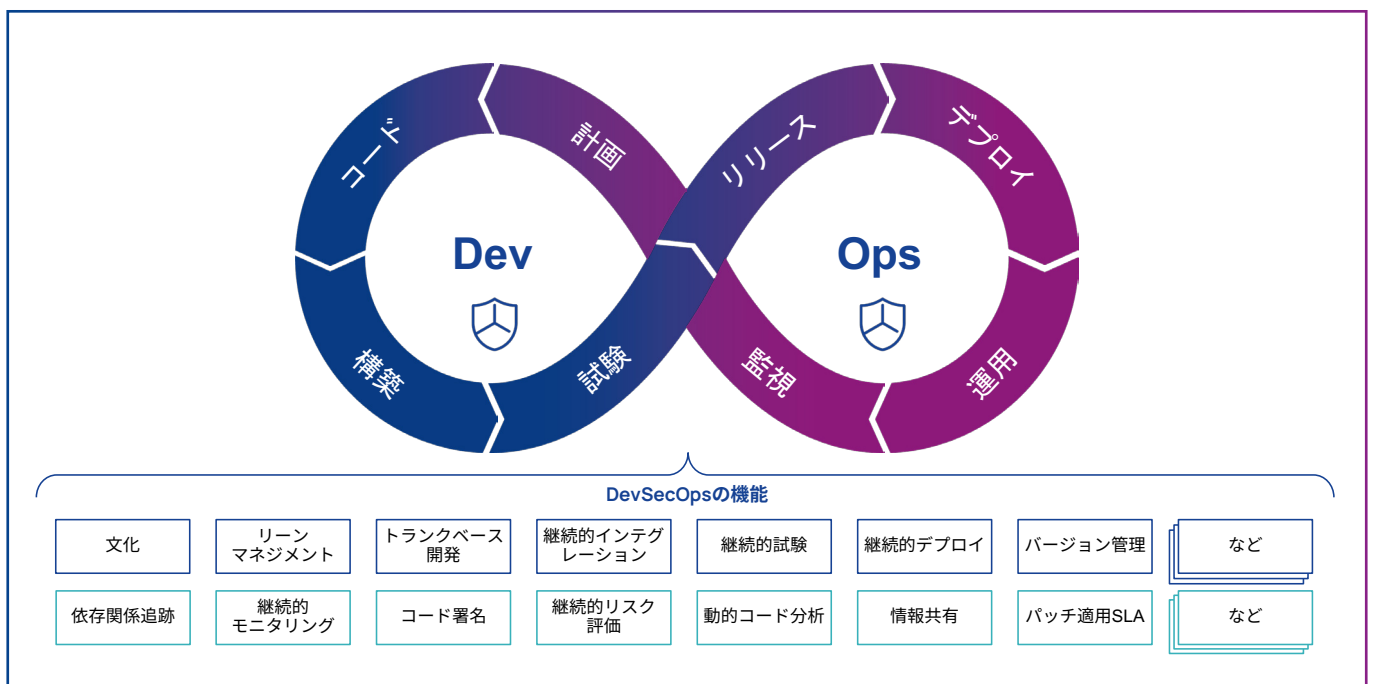 コード
計画
リリース
デプロイ
Dev
Ops
構築
試験
監視
運用
DevSecOpsの機能
文化
リーン
マネジメント
トランクベース
開発
継続的インテグ
レーション
継続的試験
継続的デプロイ
バージョン管理
など
依存関係追跡
継続的
モニタリング
コード署名
継続的リスク
評価
動的コード分析
情報共有
パッチ適用SLA
など